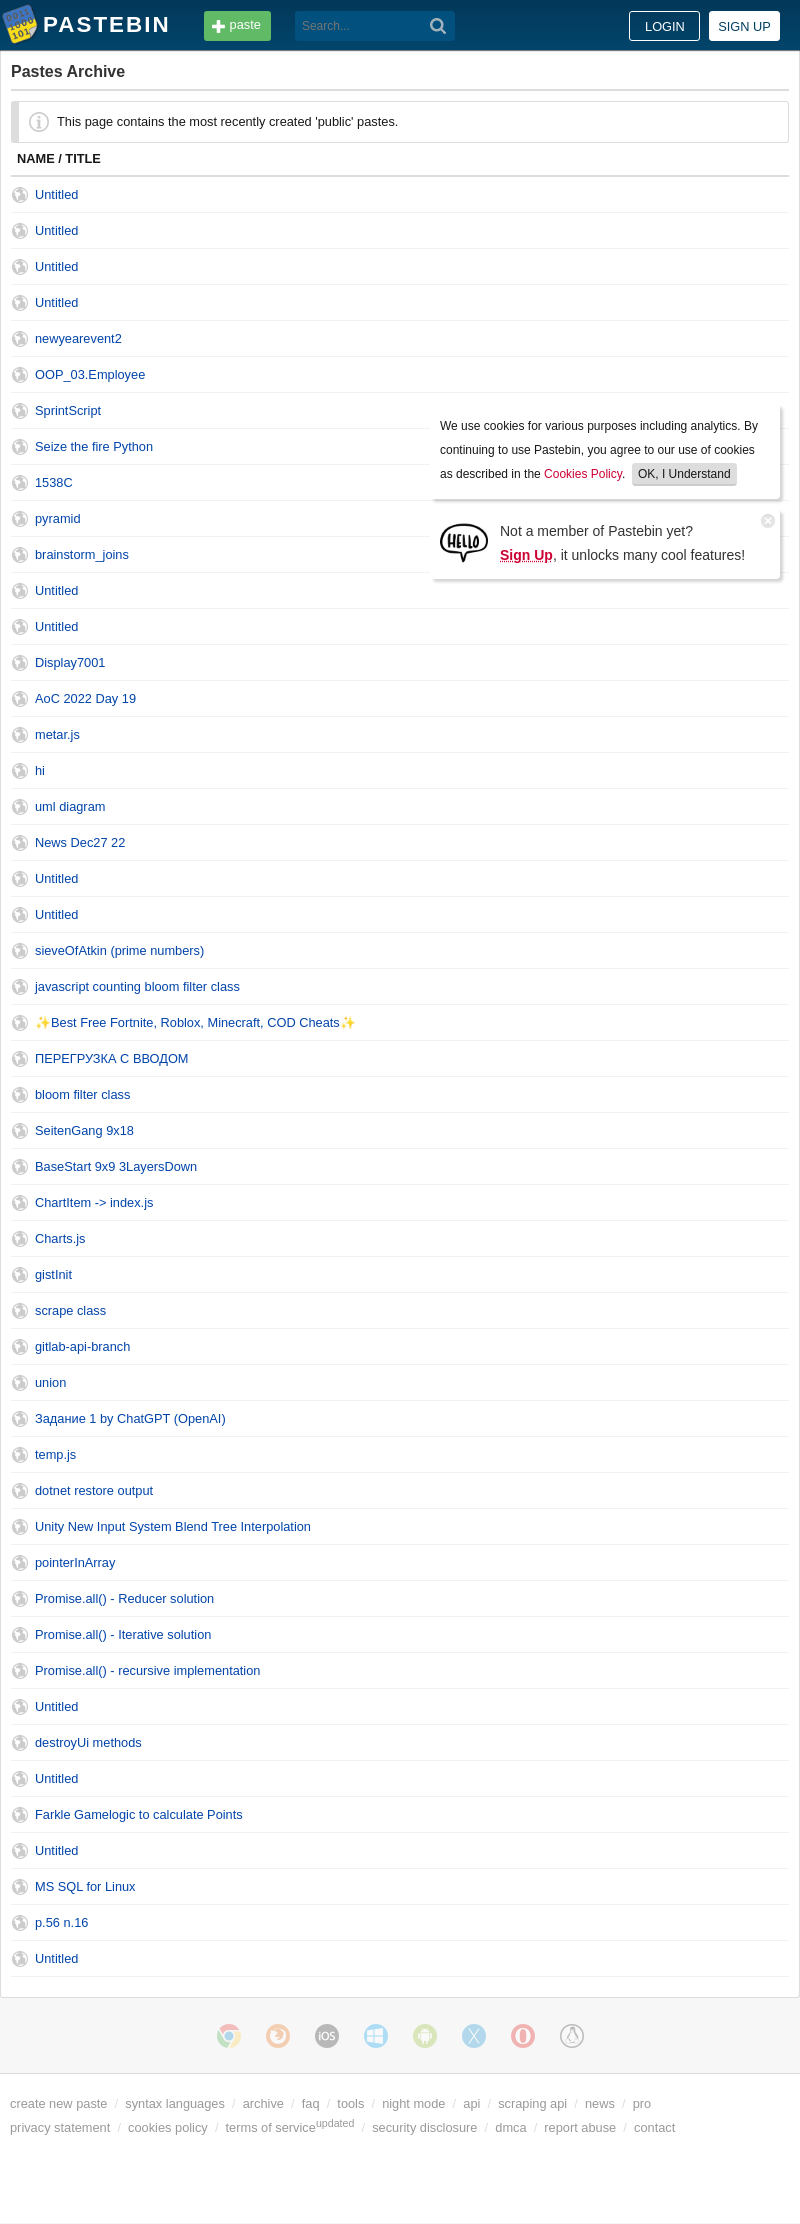 PASTEBIN paste Search... LOGIN SIGN UP
Pastes Archive
This page contains the most recently created 'public' pastes.
NAME / TITLE
Untitled
Untitled
Untitled
Untitled
newyearevent2
OOP_03.Employee
SprintScript
Seize the fire Python
1538C
pyramid
brainstorm_joins
We use cookies for various purposes including analytics. By
continuing to use Pastebin, you agree to our use of cookies
as described in the Cookies Policy. OK, I Understand
HELLO
Not a member of Pastebin yet?
Sign Up, it unlocks many cool features!
Untitled
Untitled
Display7001
AoC 2022 Day 19
metar.js
hi
uml diagram
News Dec27 22
Untitled
Untitled
sieveOfAtkin (prime numbers)
javascript counting bloom filter class
✨Best Free Fortnite, Roblox, Minecraft, COD Cheats✨
ПЕРЕГРУЗКА С ВВОДОМ
bloom filter class
SeitenGang 9x18
BaseStart 9x9 3LayersDown
ChartItem -> index.js
Charts.js
gistInit
scrape class
gitlab-api-branch
union
Задание 1 by ChatGPT (OpenAI)
temp.js
dotnet restore output
Unity New Input System Blend Tree Interpolation
pointerInArray
Promise.all() - Reducer solution
Promise.all() - Iterative solution
Promise.all() - recursive implementation
Untitled
destroyUi methods
Untitled
Farkle Gamelogic to calculate Points
Untitled
MS SQL for Linux
p.56 n.16
Untitled
iOS
create new paste / syntax languages / archive / faq / tools / night mode / api / scraping api / news / pro
privacy statement / cookies policy / terms of serviceupdated / security disclosure / dmca / report abuse / contact